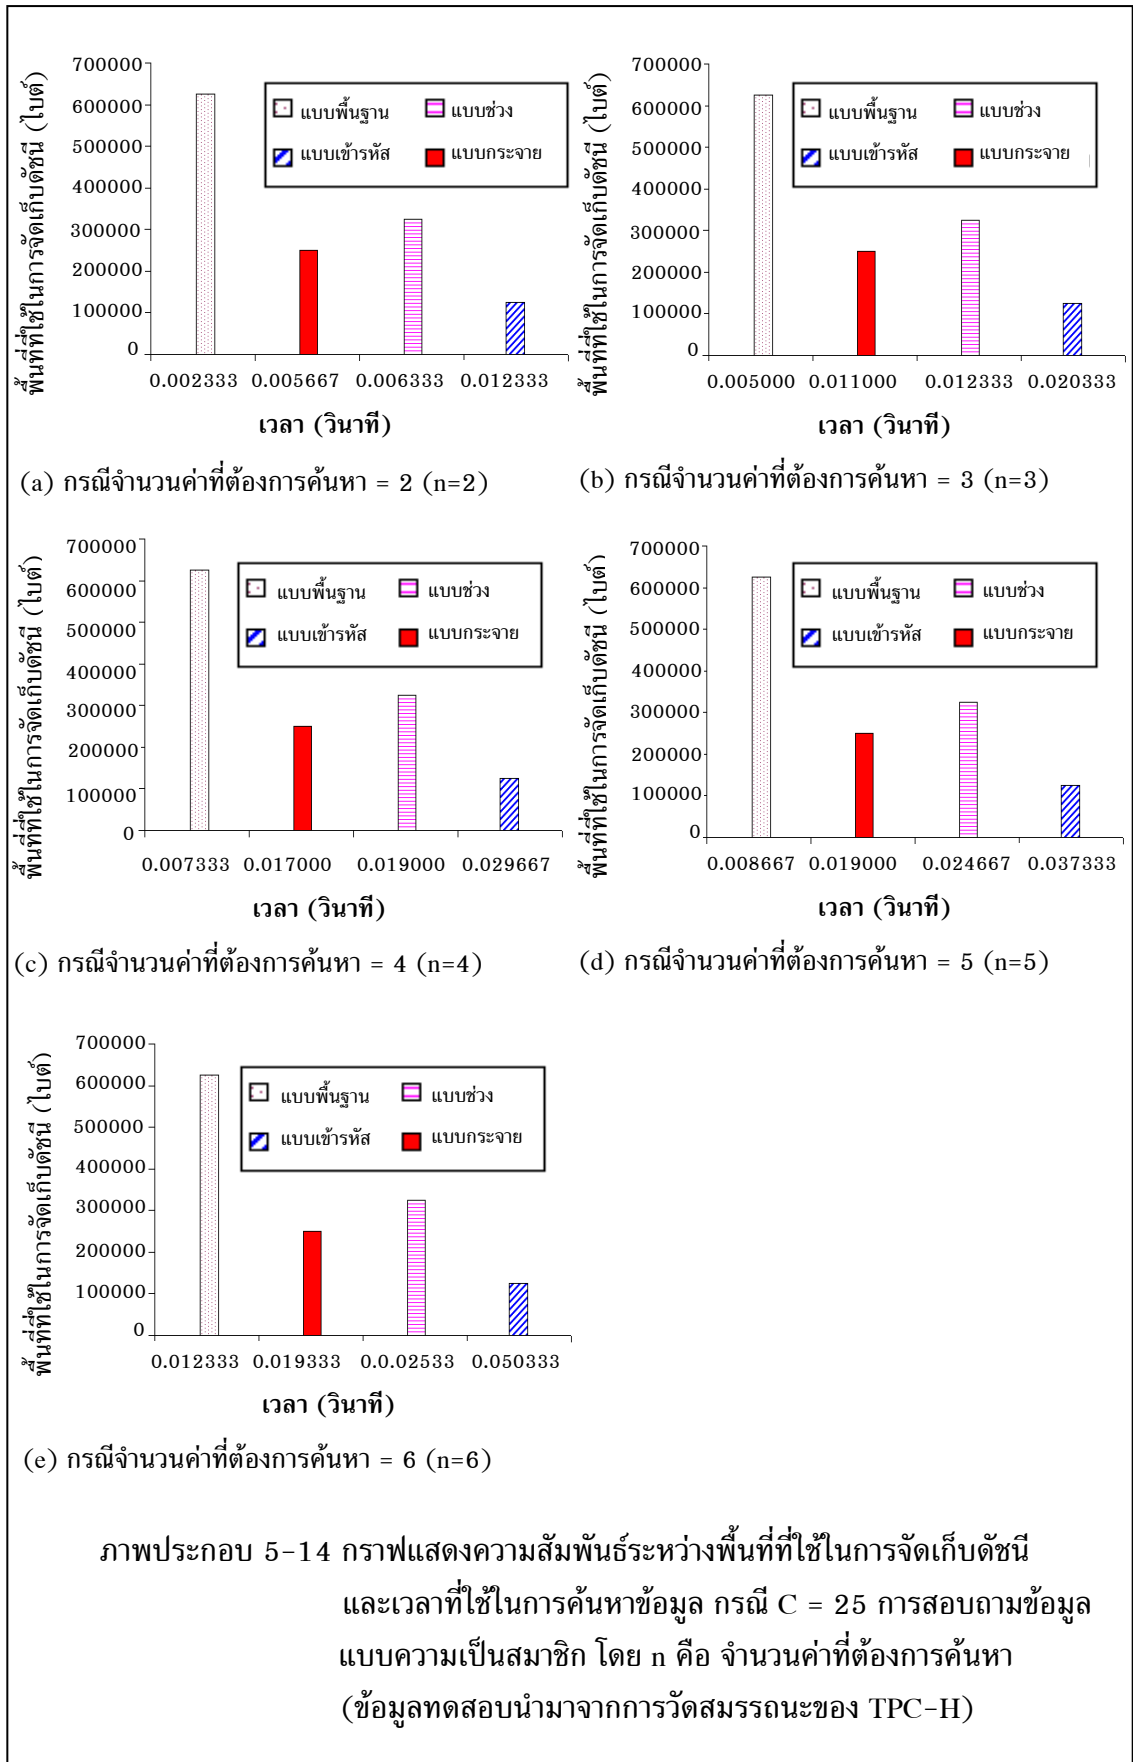 พื้นที่ที่ใช้ในการจัดเก็บดัชนี (ไบต์)
700000
600000
500000
400000
300000
200000
100000
0
แบบพื้นฐาน แบบช่วง
แบบเข้ารหัส แบบกระจาย
0.002333 0.005667 0.006333 0.012333
เวลา (วินาที)
(a) กรณีจำนวนค่าที่ต้องการค้นหา = 2 (n=2)
พื้นที่ที่ใช้ในการจัดเก็บดัชนี (ไบต์)
700000
600000
500000
400000
300000
200000
100000
0
แบบพื้นฐาน แบบช่วง
แบบเข้ารหัส แบบกระจาย
0.005000 0.011000 0.012333 0.020333
เวลา (วินาที)
(b) กรณีจำนวนค่าที่ต้องการค้นหา = 3 (n=3)
พื้นที่ที่ใช้ในการจัดเก็บดัชนี (ไบต์)
700000
600000
500000
400000
300000
200000
100000
0
แบบพื้นฐาน แบบช่วง
แบบเข้ารหัส แบบกระจาย
0.007333 0.017000 0.019000 0.029667
เวลา (วินาที)
(c) กรณีจำนวนค่าที่ต้องการค้นหา = 4 (n=4)
พื้นที่ที่ใช้ในการจัดเก็บดัชนี (ไบต์)
700000
600000
500000
400000
300000
200000
100000
0
แบบพื้นฐาน แบบช่วง
แบบเข้ารหัส แบบกระจาย
0.008667 0.019000 0.024667 0.037333
เวลา (วินาที)
(d) กรณีจำนวนค่าที่ต้องการค้นหา = 5 (n=5)
พื้นที่ที่ใช้ในการจัดเก็บดัชนี (ไบต์)
700000
600000
500000
400000
300000
200000
100000
0
แบบพื้นฐาน แบบช่วง
แบบเข้ารหัส แบบกระจาย
0.012333 0.019333 0.0.02533 0.050333
เวลา (วินาที)
(e) กรณีจำนวนค่าที่ต้องการค้นหา = 6 (n=6)
ภาพประกอบ 5-14 กราฟแสดงความสัมพันธ์ระหว่างพื้นที่ที่ใช้ในการจัดเก็บดัชนี
และเวลาที่ใช้ในการค้นหาข้อมูล กรณี C = 25 การสอบถามข้อมูล
แบบความเป็นสมาชิก โดย n คือ จำนวนค่าที่ต้องการค้นหา
(ข้อมูลทดสอบนำมาจากการวัดสมรรถนะของ TPC-H)